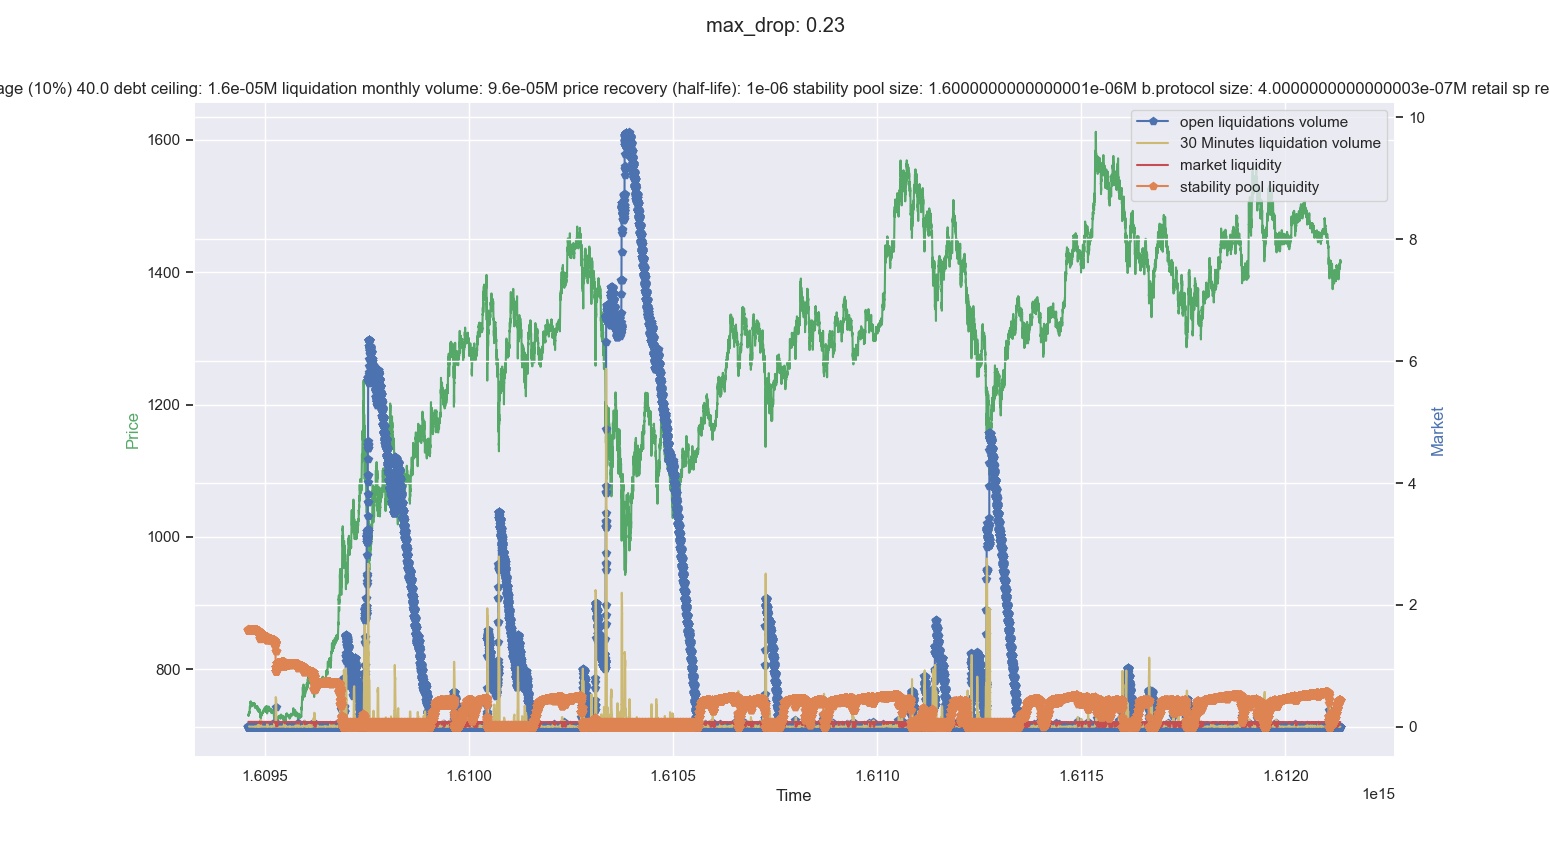 max_drop: 0.23
age (10%) 40.0 debt ceiling: 1.6e-05M liquidation monthly volume: 9.6e-05M price recovery (half-life): 1e-06 stability pool size: 1.6000000000000001e-06M b.protocol size: 4.0000000000000003e-07M retail sp re
open liquidations volume
30 Minutes liquidation volume
market liquidity
stability pool liquidity
1600
1400
1200
1000
800
Price
10
8
6
4
2
0
Market
1.6095
1.6100
1.6105
1.6110
1.6115
1.6120
1e15
Time